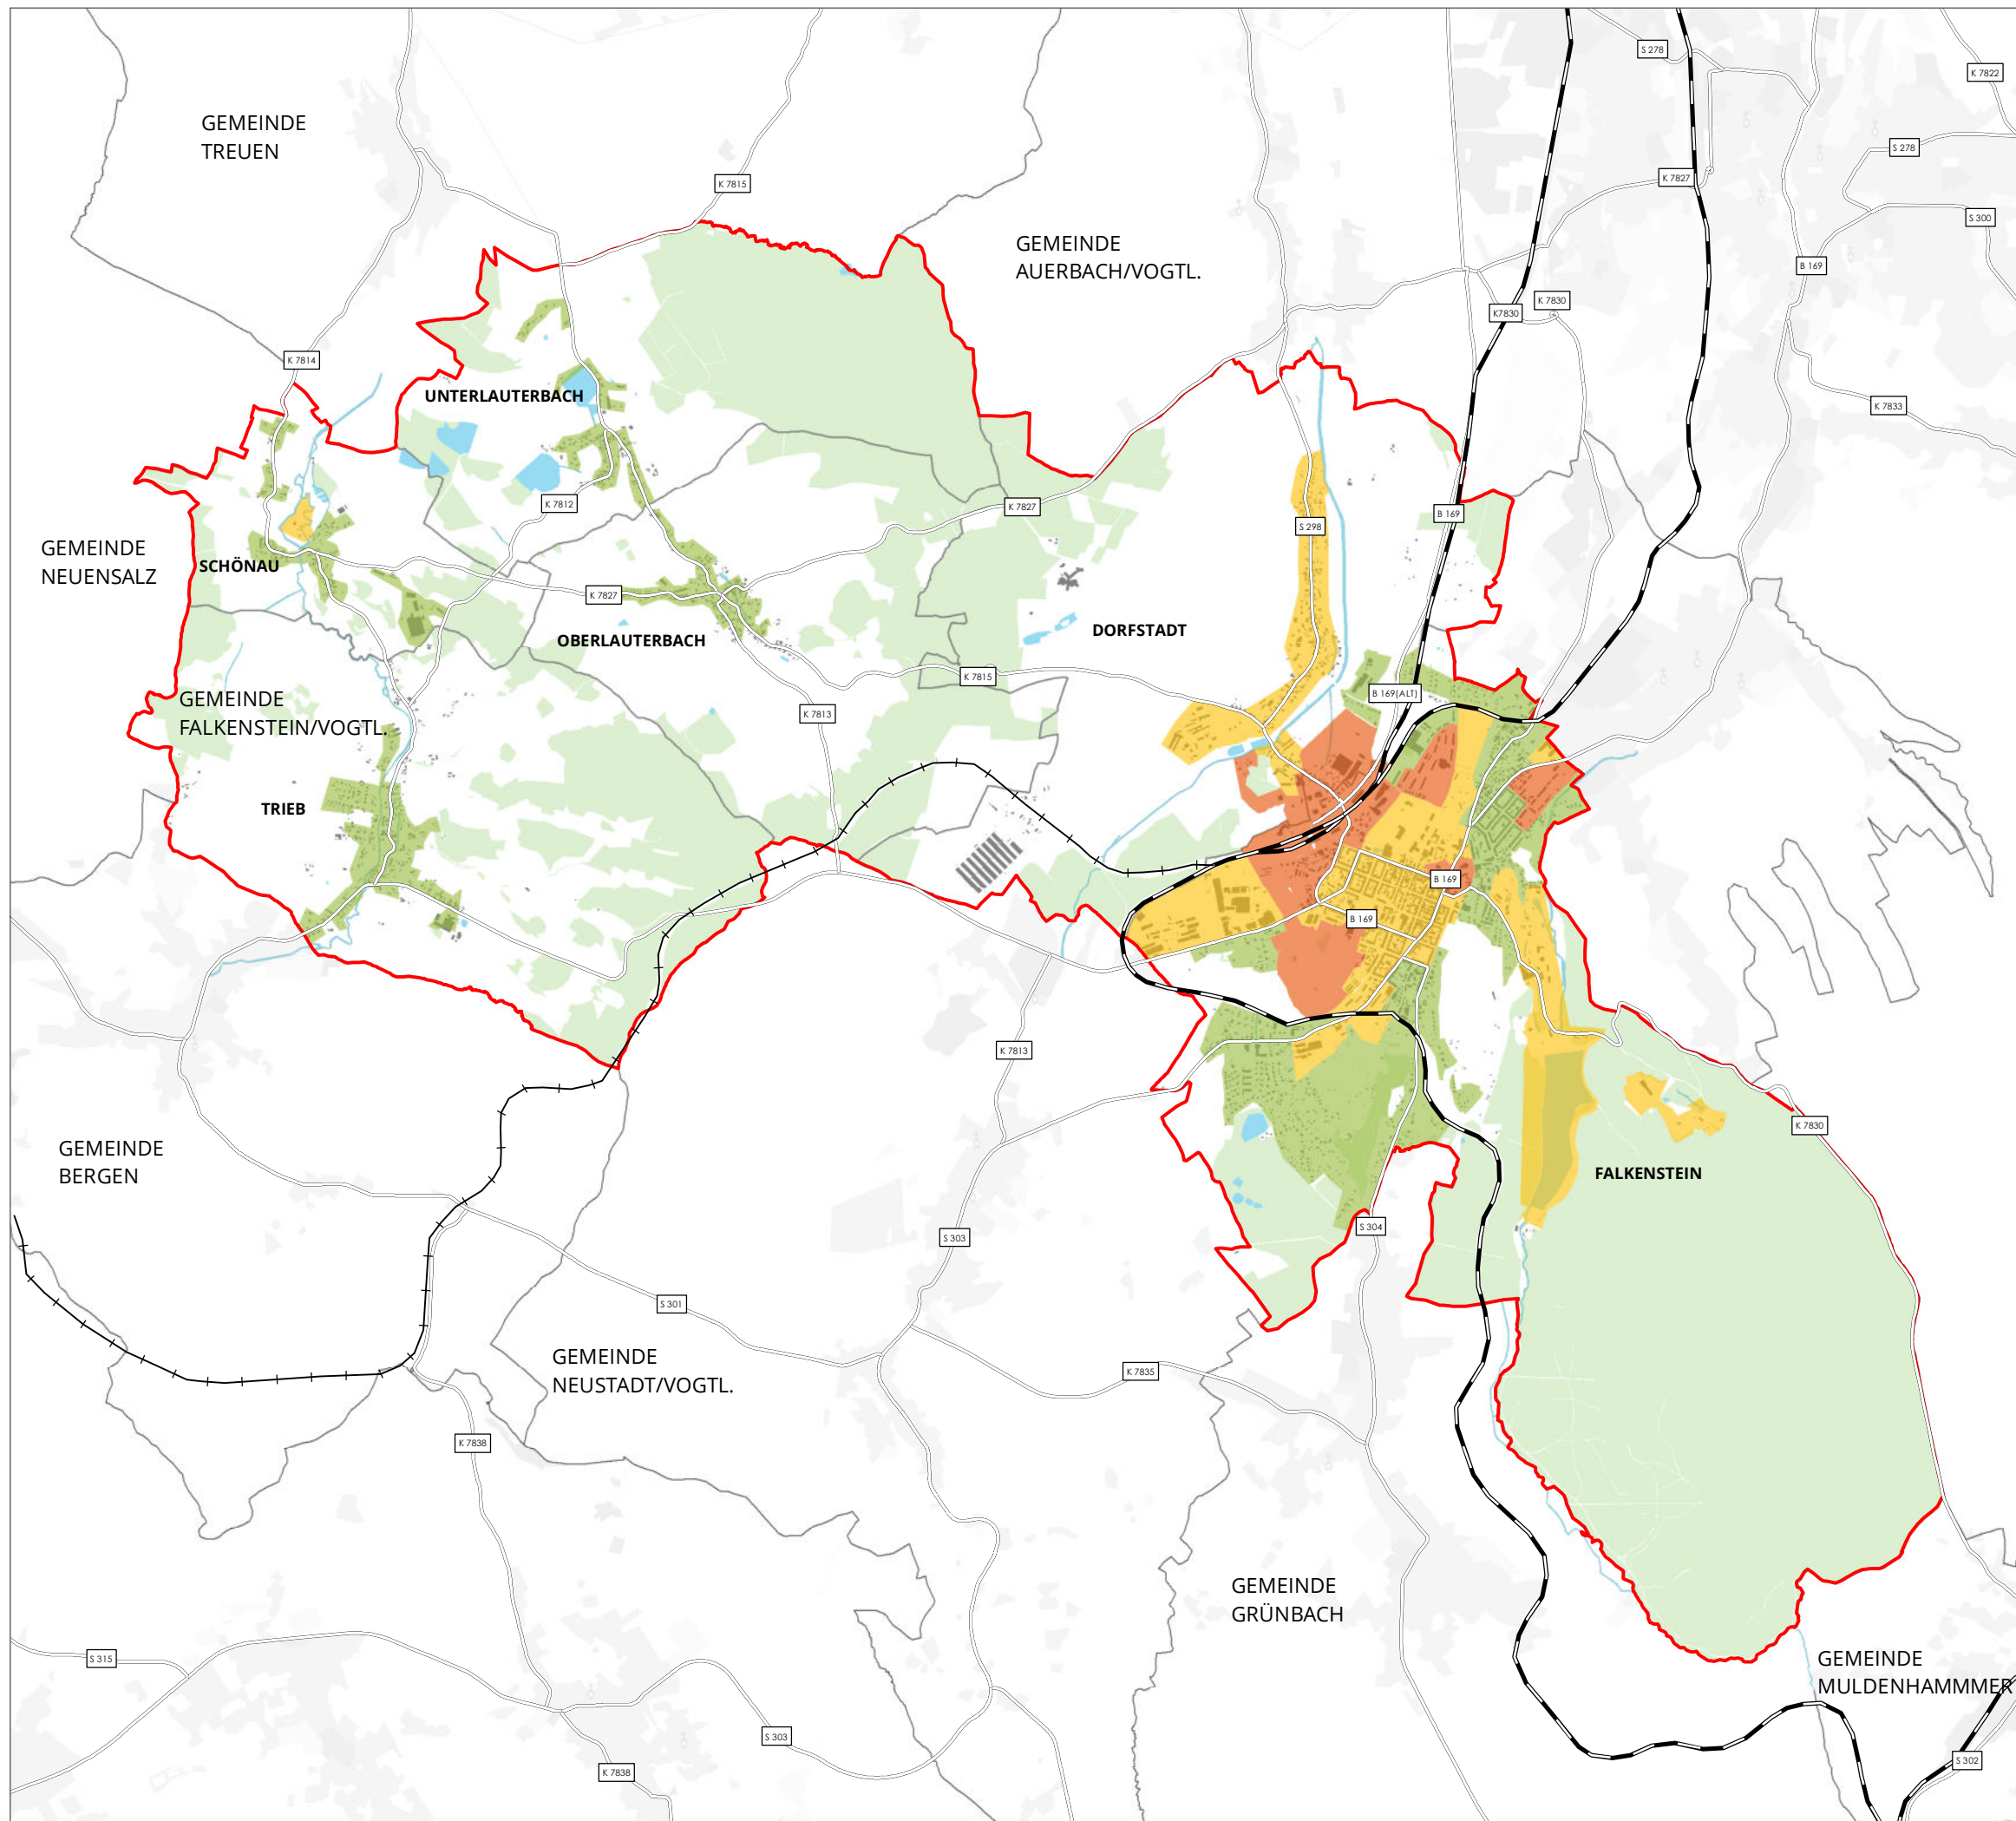 S 278
K 7822
GEMEINDE
TREUEN
S 278
K 7815
K 7827
S 300
GEMEINDE
AUERBACH/VOGTL.
B 169
K 7830
K7830
K 7814
UNTERLAUTERBACH
K 7833
K 7812
K 7827
B 169
S 298
GEMEINDE
NEUENSALZ
SCHÖNAU
K 7827
OBERLAUTERBACH
DORFSTADT
K 7815
B 169(ALT)
GEMEINDE
FALKENSTEIN/VOGTL.
K 7813
TRIEB
B 169
B 169
K 7813
K 7830
GEMEINDE
BERGEN
FALKENSTEIN
S 304
S 303
S 301
GEMEINDE
NEUSTADT/VOGTL.
K 7835
K 7838
GEMEINDE
GRÜNBACH
S 315
GEMEINDE
MULDENHAMMMER
S 303
S 302
K 7838